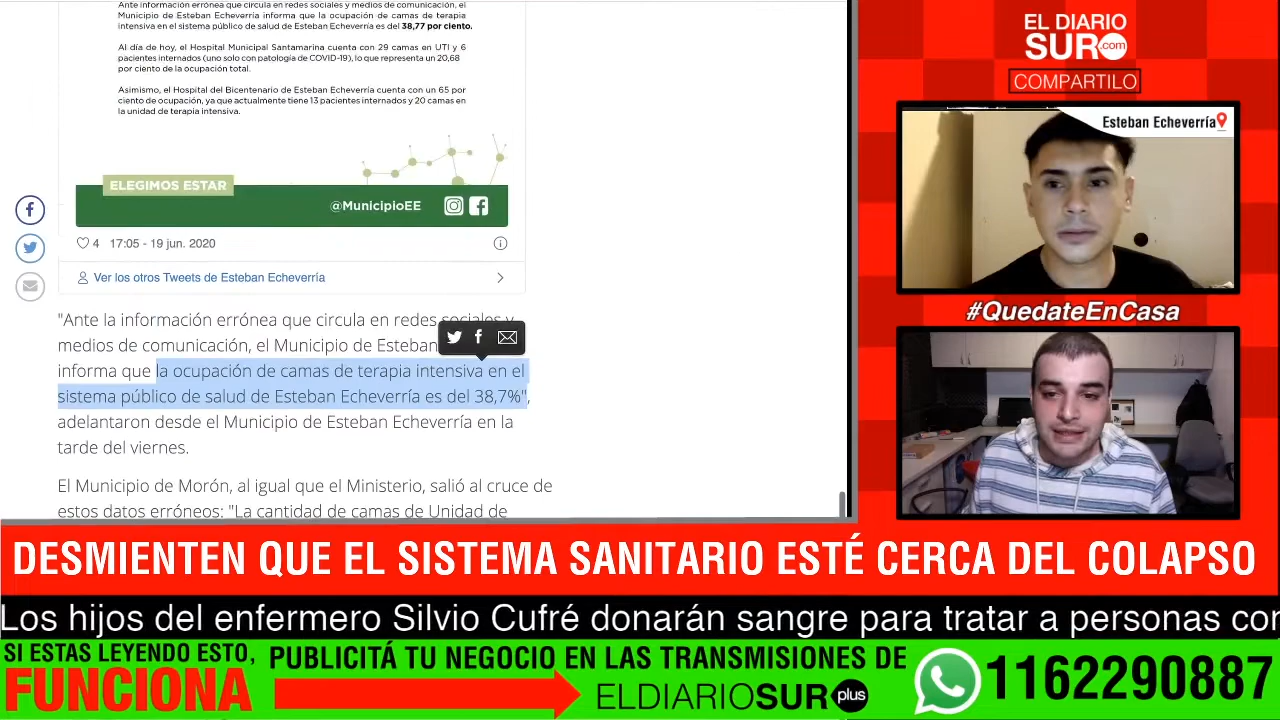 Ante información errónea que circula en redes sociales y medios de comunicación, el
Municipio de Esteban Echeverría informa que la ocupación de camas de terapia
intensiva en el sistema público de salud de Esteban Echeverría es del 38,77 por ciento.
Al día de hoy, el Hospital Municipal Santamarina cuenta con 29 camas en UTI y 6
pacientes internados (uno solo con patología de COVID-19), lo que representa un 20,68
por ciento de la ocupación total.
Asimismo, el Hospital del Bicentenario de Esteban Echeverría cuenta con un 65 por
ciento de ocupación, ya que actualmente tiene 13 pacientes internados y 20 camas en
la unidad de terapia intensiva.
ELEGIMOS ESTAR
@MunicipioEE
4 17:05 - 19 jun. 2020
Ver los otros Tweets de Esteban Echeverría
"Ante la información errónea que circula en redes sociales y
medios de comunicación, el Municipio de Esteban
informa que la ocupación de camas de terapia intensiva en el
sistema público de salud de Esteban Echeverría es del 38,7%",
adelantaron desde el Municipio de Esteban Echeverría en la
tarde del viernes.
El Municipio de Morón, al igual que el Ministerio, salió al cruce de
estos datos erróneos: "La cantidad de camas de Unidad de
EL DIARIO
SUR.com
COMPARTILO
Esteban Echeverría
#QuedateEnCasa
DESMIENTEN QUE EL SISTEMA SANITARIO ESTÉ CERCA DEL COLAPSO
Los hijos del enfermero Silvio Cufré donarán sangre para tratar a personas con
SI ESTAS LEYENDO ESTO,
FUNCIONA
PUBLICITÁ TU NEGOCIO EN LAS TRANSMISIONES DE
ELDIARIOSUR plus
1162290887